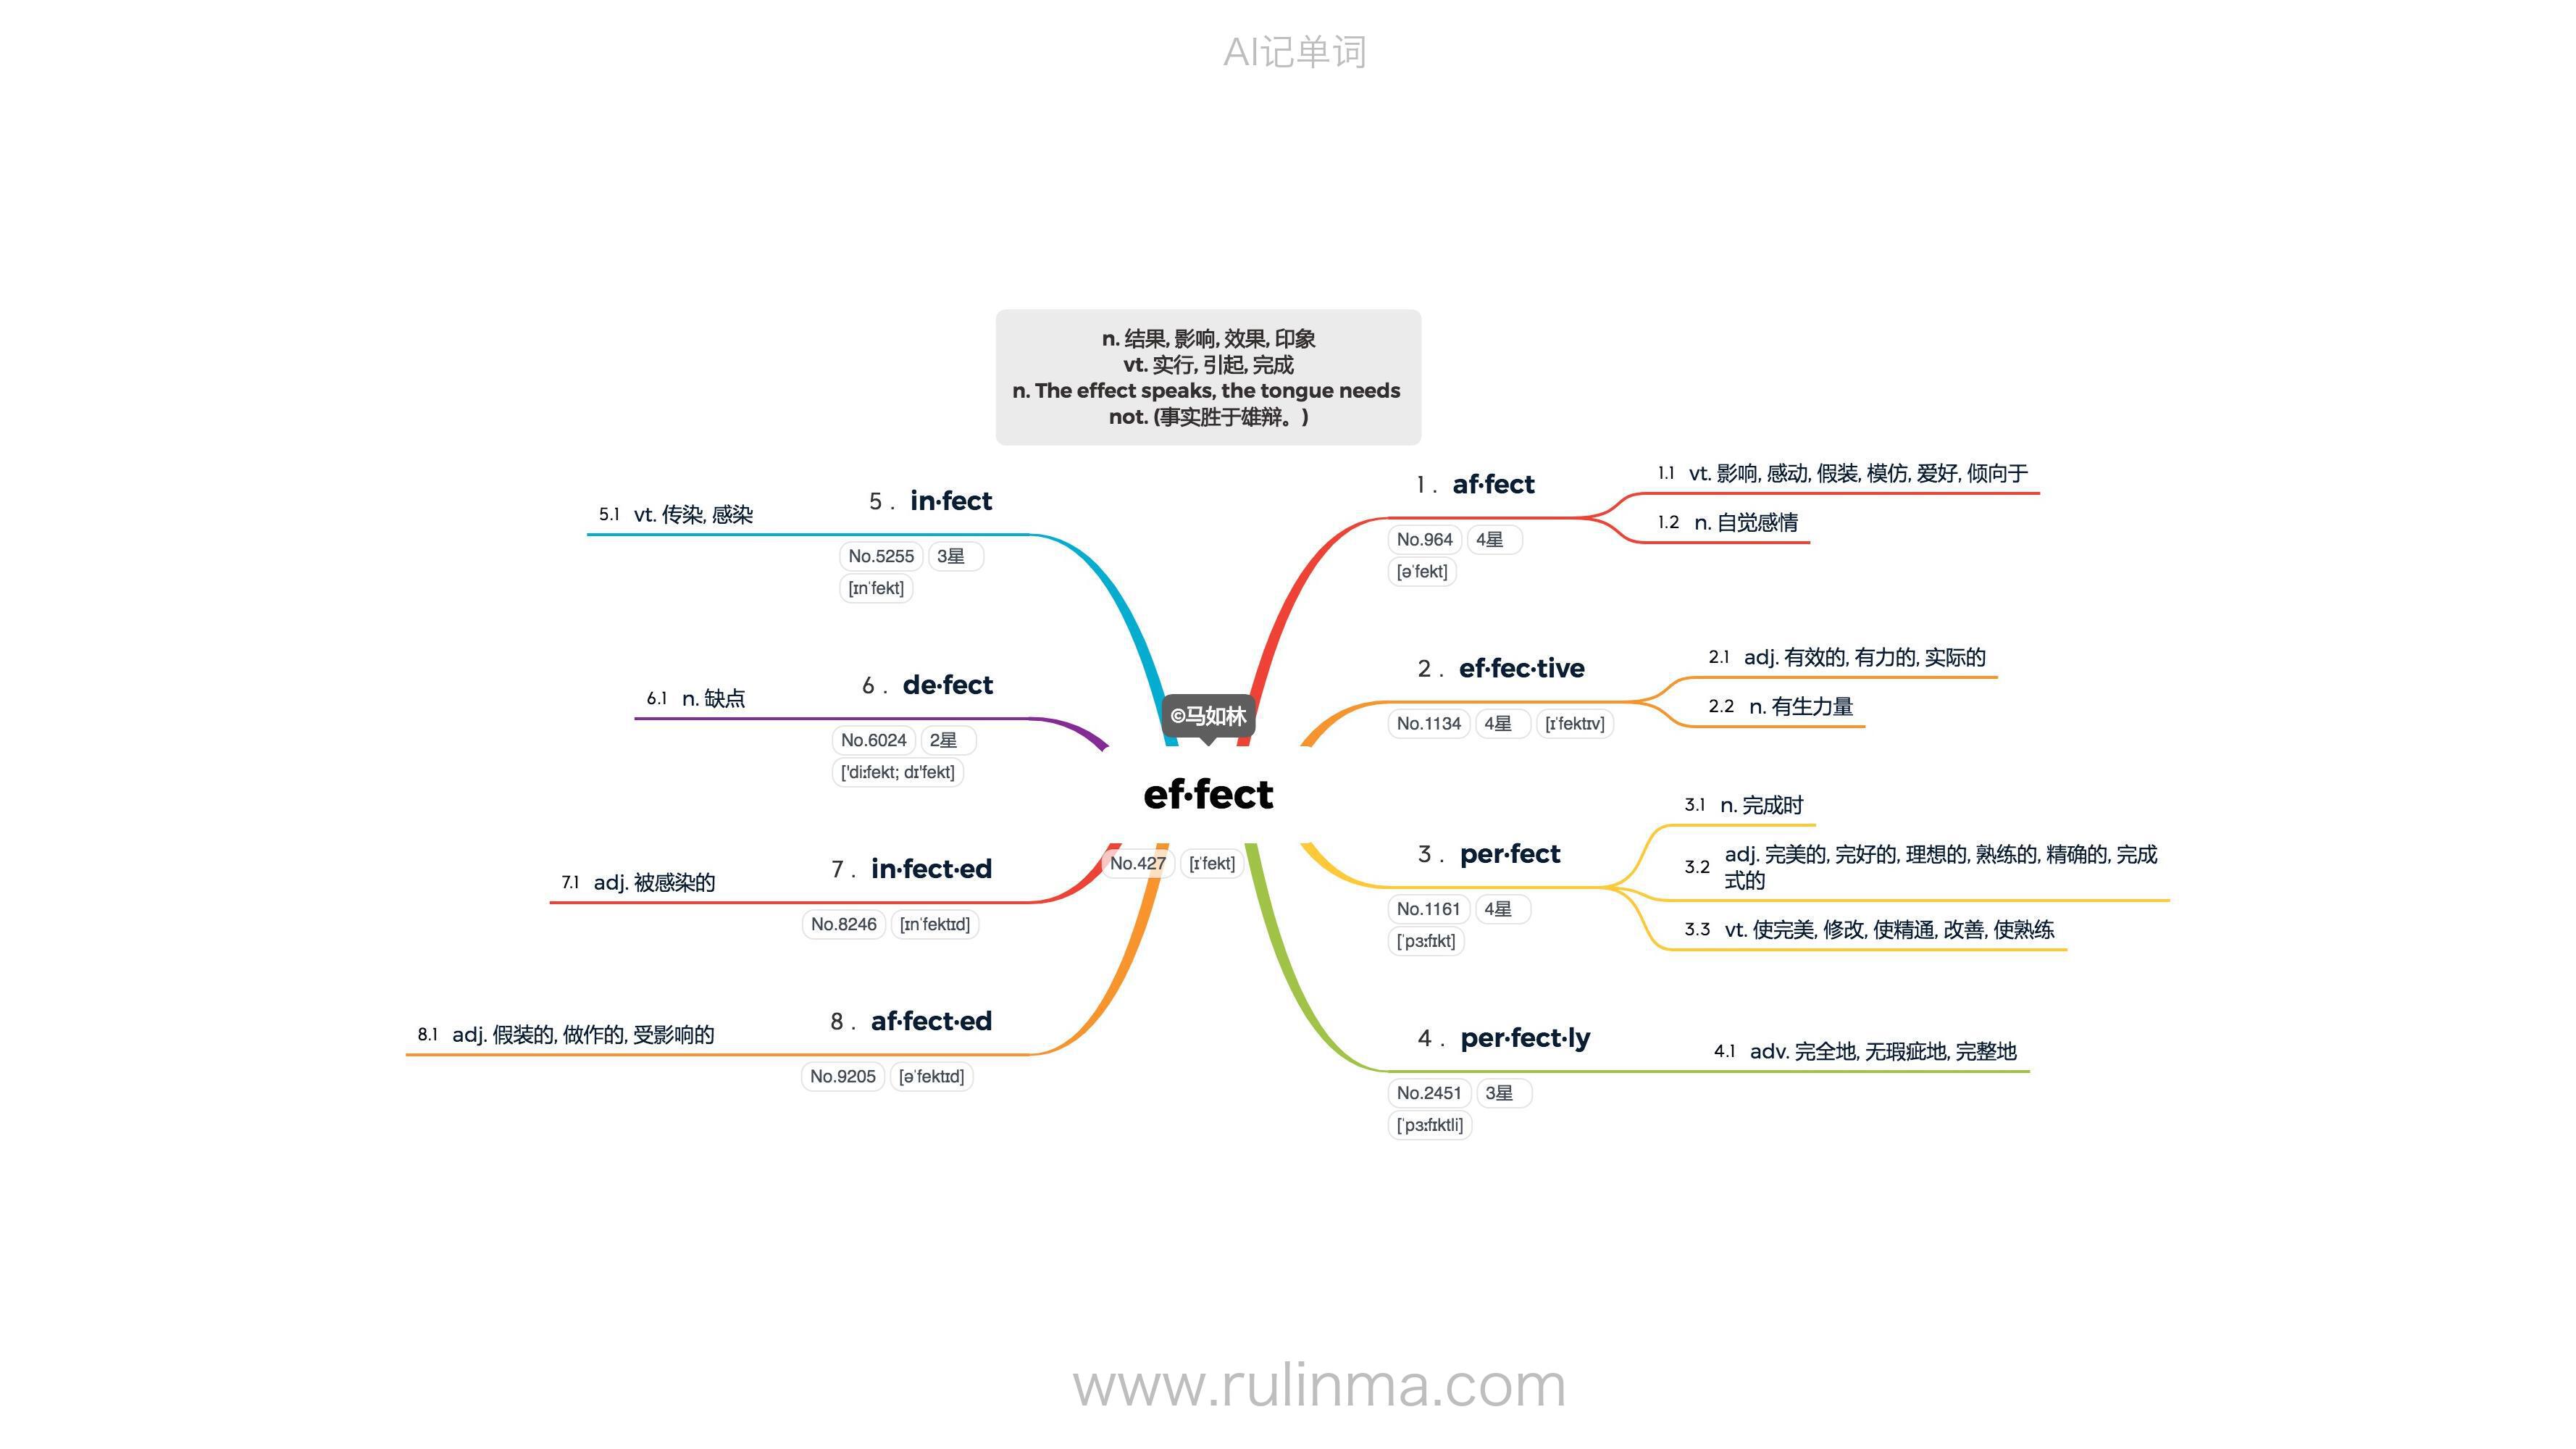 AI记单词
n. 结果, 影响, 效果, 印象
vt. 实行, 引起, 完成
n. The effect speaks, the tongue needs
not. (事实胜于雄辩。)
©马如林
ef·fect
No.427 [ɪˈfekt]
1. af·fect
No.964 4星
[əˈfekt]
1.1 vt. 影响, 感动, 假装, 模仿, 爱好, 倾向于
1.2 n. 自觉感情
2. ef·fec·tive
No.1134 4星 [ɪˈfektɪv]
2.1 adj. 有效的, 有力的, 实际的
2.2 n. 有生力量
3. per·fect
No.1161 4星
[ˈpɜːfɪkt]
3.1 n. 完成时
3.2 adj. 完美的, 完好的, 理想的, 熟练的, 精确的, 完成
式的
3.3 vt. 使完美, 修改, 使精通, 改善, 使熟练
4. per·fect·ly
No.2451 3星
[ˈpɜːfɪktli]
4.1 adv. 完全地, 无瑕疵地, 完整地
5. in·fect
No.5255 3星
[ɪnˈfekt]
5.1 vt. 传染, 感染
6. de·fect
No.6024 2星
['diːfekt; dɪ'fekt]
6.1 n. 缺点
7. in·fect·ed
No.8246 [ɪnˈfektɪd]
7.1 adj. 被感染的
8. af·fect·ed
No.9205 [əˈfektɪd]
8.1 adj. 假装的, 做作的, 受影响的
www.rulinma.com